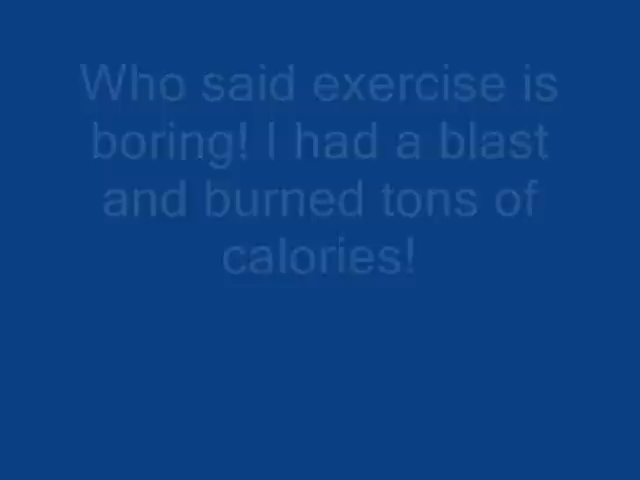 Who said exercise is
boring! I had a blast
and burned tons of
calories!